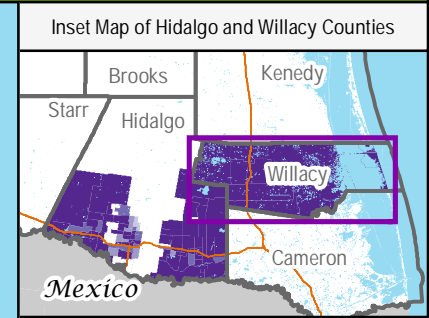 Inset Map of Hidalgo and Willacy Counties
Brooks
Kenedy
Starr
Hidalgo
Willacy
Cameron
Mexico